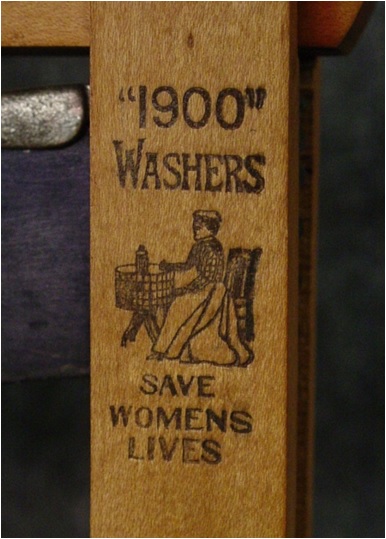 "1900"
WASHERS
SAVE
WOMENS
LIVES